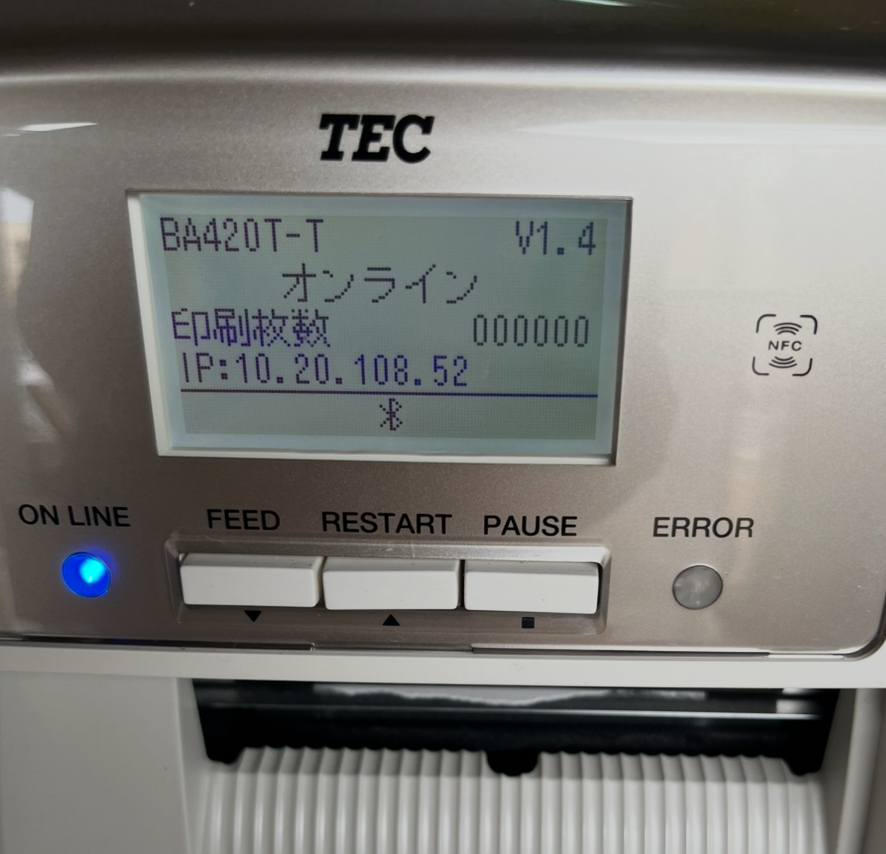 TEC
BA420T-T V1.4
オンライン
印刷枚数 000000
IP:10.20.108.52
NFC
ON LINE FEED RESTART PAUSE ERROR